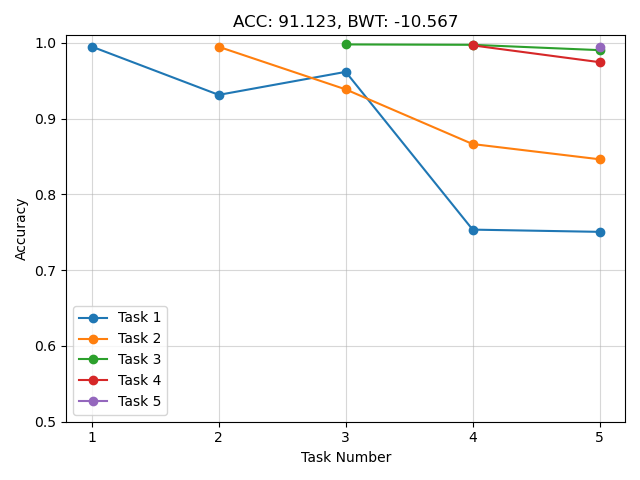 ACC: 91.123, BWT: -10.567
1.0
0.9
0.8
0.7
0.6
0.5
Accuracy
Task 1
Task 2
Task 3
Task 4
Task 5
1 2 3 4 5
Task Number